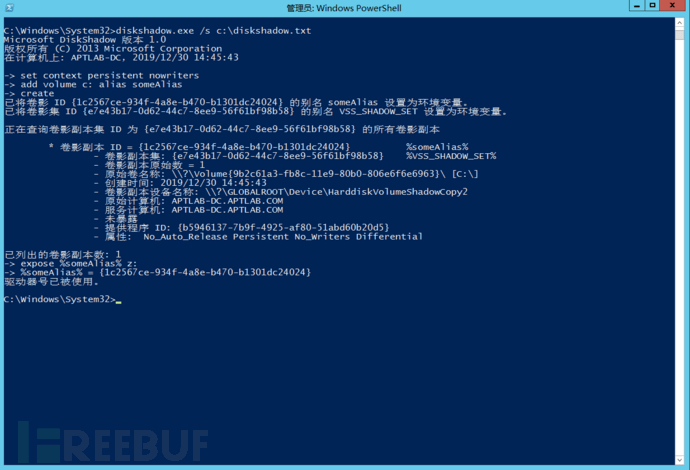 管理员: Windows PowerShell
C:\Windows\System32>diskshadow.exe /s c:\diskshadow.txt
Microsoft DiskShadow 版本 1.0
版权所有 (C) 2013 Microsoft Corporation
在计算机上: APTLAB-DC, 2019/12/30 14:45:43
-> set context persistent nowriters
-> add volume c: alias someAlias
-> create
已将卷影 ID {1c2567ce-934f-4a8e-b470-b1301dc24024} 的别名 someAlias 设置为环境变量。
已将卷影集 ID {e7e43b17-0d62-44c7-8ee9-56f61bf98b58} 的别名 VSS_SHADOW_SET 设置为环境变量。
正在查询卷影副本集 ID 为 {e7e43b17-0d62-44c7-8ee9-56f61bf98b58} 的所有卷影副本
* 卷影副本 ID = {1c2567ce-934f-4a8e-b470-b1301dc24024} %someAlias%
- 卷影副本集: {e7e43b17-0d62-44c7-8ee9-56f61bf98b58} %VSS_SHADOW_SET%
- 卷影副本原始数 = 1
- 原始卷名称: \\?\Volume{9b2c61a3-fb8c-11e9-80b0-806e6f6e6963}\ [C:\]
- 创建时间: 2019/12/30 14:45:43
- 卷影副本设备名称: \\?\GLOBALROOT\Device\HarddiskVolumeShadowCopy2
- 原始计算机: APTLAB-DC.APTLAB.COM
- 服务计算机: APTLAB-DC.APTLAB.COM
- 未暴露
- 提供程序 ID: {b5946137-7b9f-4925-af80-51abd60b20d5}
- 属性: No_Auto_Release Persistent No_Writers Differential
已列出的卷影副本数: 1
-> expose %someAlias% z:
-> %someAlias% = {1c2567ce-934f-4a8e-b470-b1301dc24024}
驱动器号已被使用。
C:\Windows\System32>_
FREEBUF